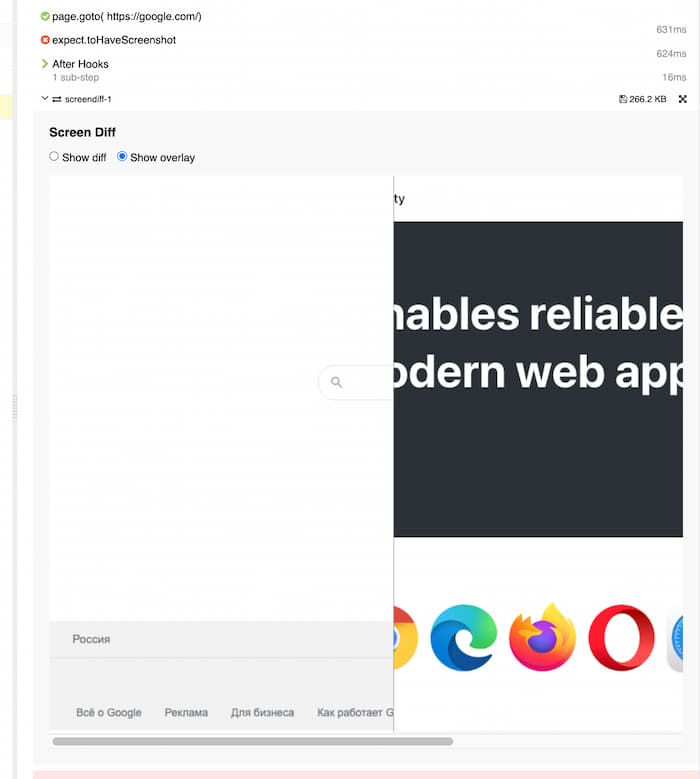 page.goto( https://google.com/)
631ms
expect.toHaveScreenshot
624ms
After Hooks
16ms
1 sub-step
screendiff-1
266.2 KB
Screen Diff
Show diff
Show overlay
ty
nables reliable
odern web app
Россия
Всё о Google Реклама Для бизнеса Как работает G